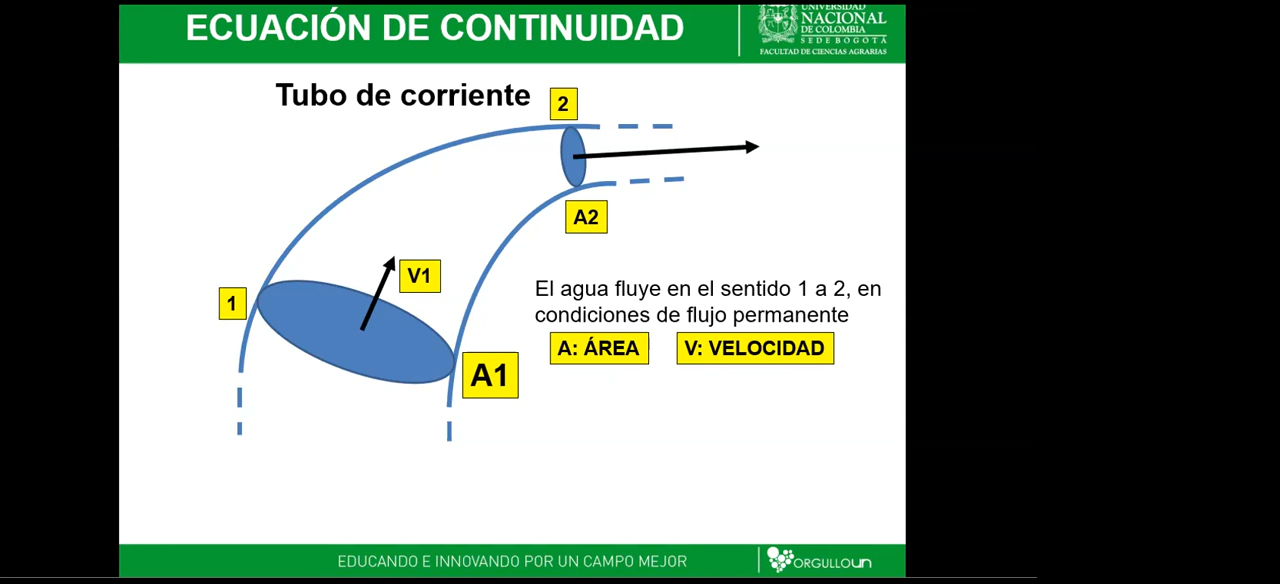 ECUACIÓN DE CONTINUIDAD
UNIVERSIDAD
NACIONAL
DE COLOMBIA
SEDE BOGOTÁ
FACULTAD DE CIENCIAS AGRARIAS
Tubo de corriente
2
A2
V1
1
A1
El agua fluye en el sentido 1 a 2, en
condiciones de flujo permanente
A: ÁREA
V: VELOCIDAD
EDUCANDO E INNOVANDO POR UN CAMPO MEJOR
ORGULLOUN